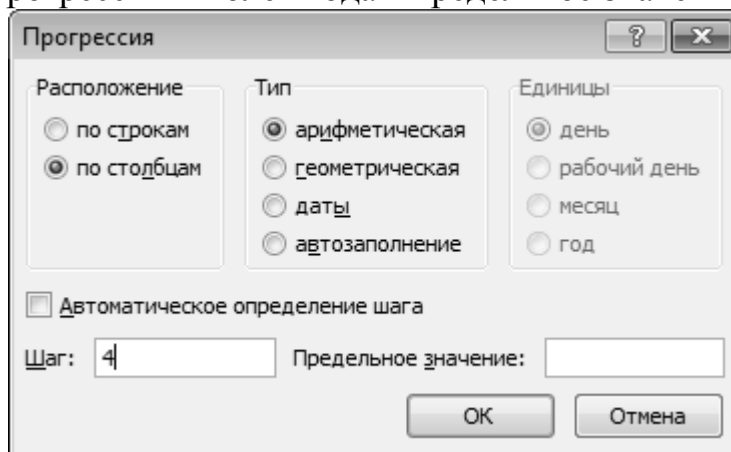 Прогрессия
Расположение
по строкам
по столбцам
Тип
арифметическая
геометрическая
даты
автозаполнение
Единицы
день
рабочий день
месяц
год
Автоматическое определение шага
Шаг: 4
Предельное значение:
ОК
Отмена